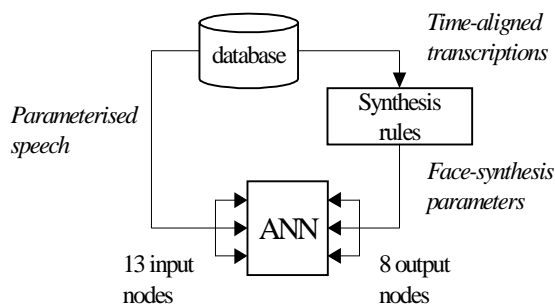 Time-aligned
transcriptions
database
Parameterised
speech
Synthesis
rules
Face-synthesis
parameters
ANN
13 input
nodes
8 output
nodes